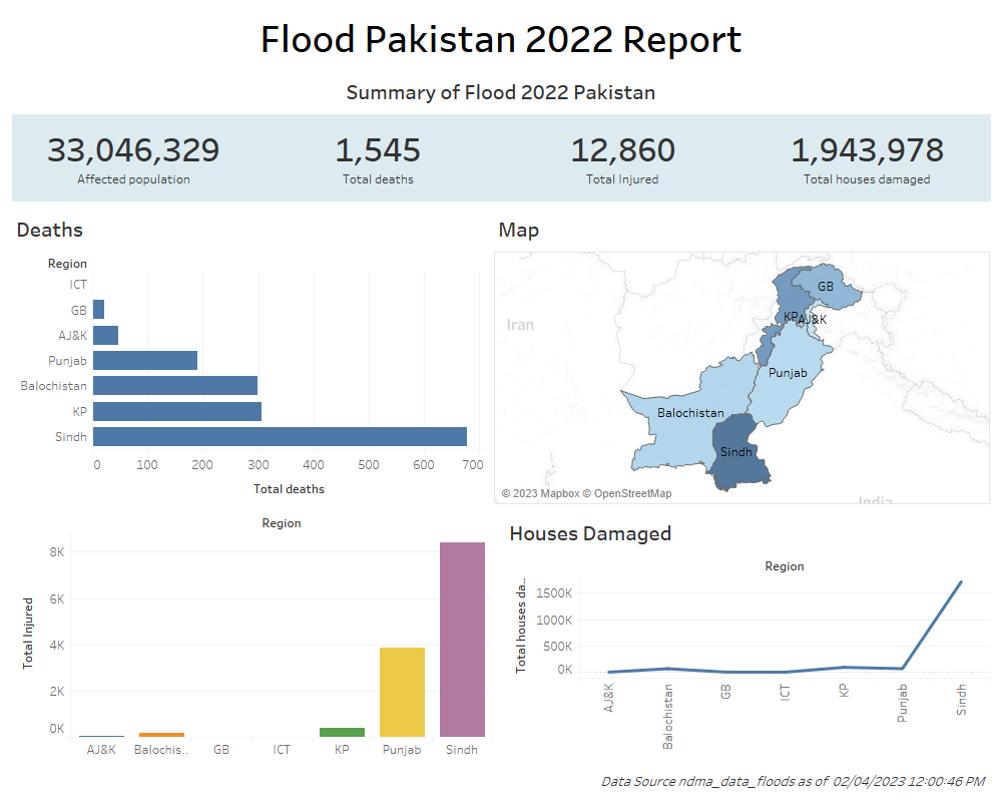 Flood Pakistan 2022 Report
Summary of Flood 2022 Pakistan
33,046,329
Affected population
1,545
Total deaths
12,860
Total Injured
1,943,978
Total houses damaged
Deaths
Region
ICT
GB
AJ&K
Punjab
Balochistan
KP
Sindh
0 100 200 300 400 500 600 700
Total deaths
Map
Iran
GB
KP
AJ&K
Punjab
Balochistan
Sindh
India
© 2023 Mapbox © OpenStreetMap
Region
Total Injured
8K
6K
4K
2K
0K
AJ&K Balochis.. GB ICT KP Punjab Sindh
Houses Damaged
Region
Total houses da..
1500K
1000K
500K
0K
AJ&K
Balochistan
GB
ICT
KP
Punjab
Sindh
Data Source ndma_data_floods as of 02/04/2023 12:00:46 PM